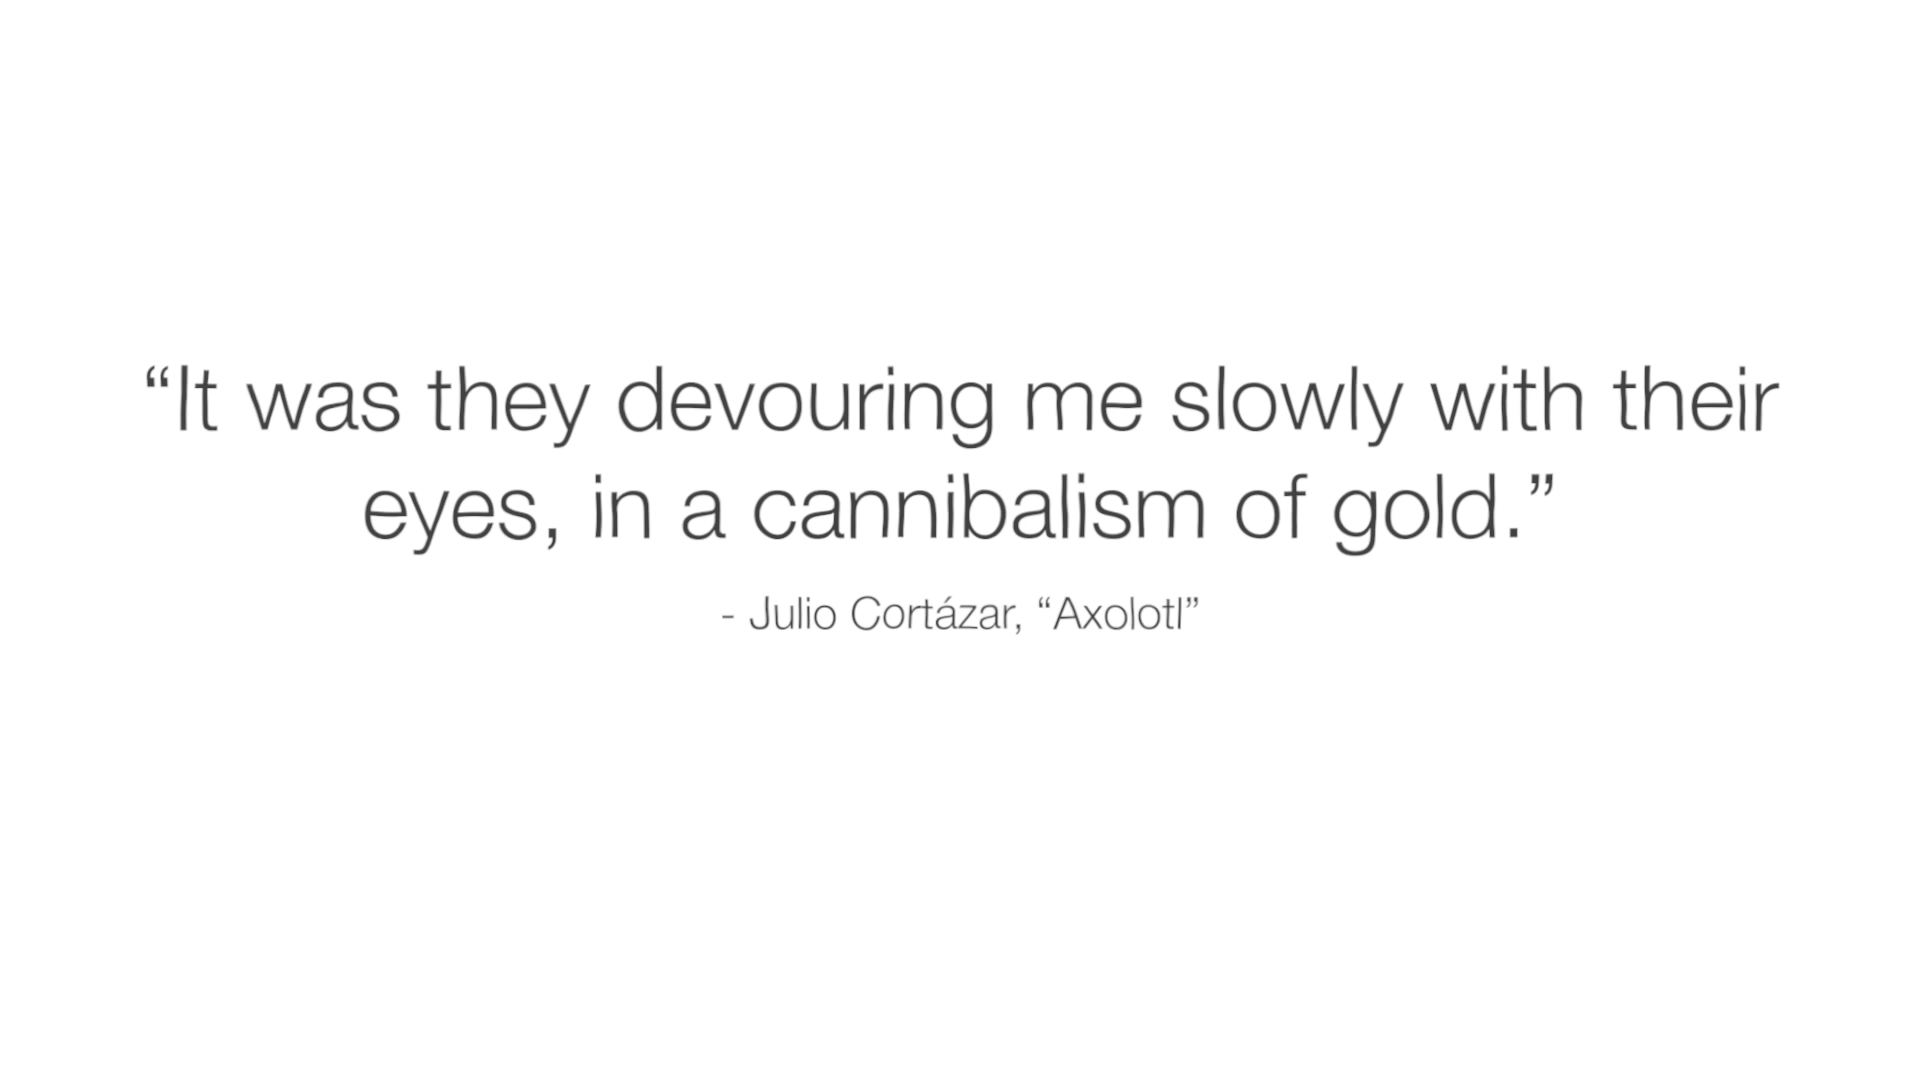 “It was they devouring me slowly with their
eyes, in a cannibalism of gold.”
- Julio Cortázar, “Axolotl”